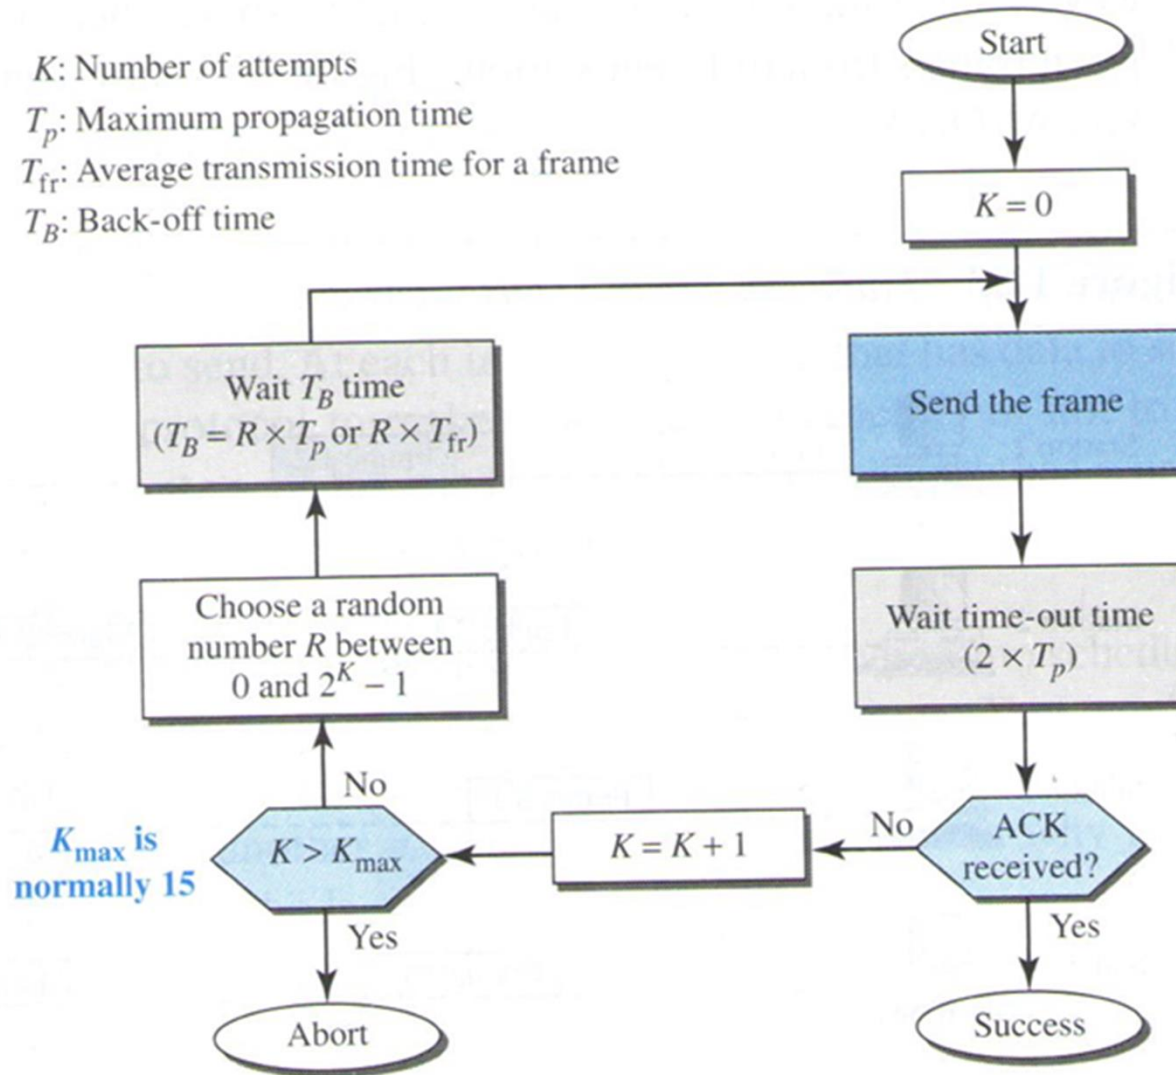 K: Number of attempts
Tp: Maximum propagation time
Tfr: Average transmission time for a frame
TB: Back-off time
Start
K = 0
Send the frame
Wait time-out time
(2 × Tp)
ACK
received?
No
Yes
Success
K = K + 1
K > Kmax
Kmax is
normally 15
Yes
Abort
No
Choose a random
number R between
0 and 2^K – 1
Wait TB time
(TB = R × Tp or R × Tfr)